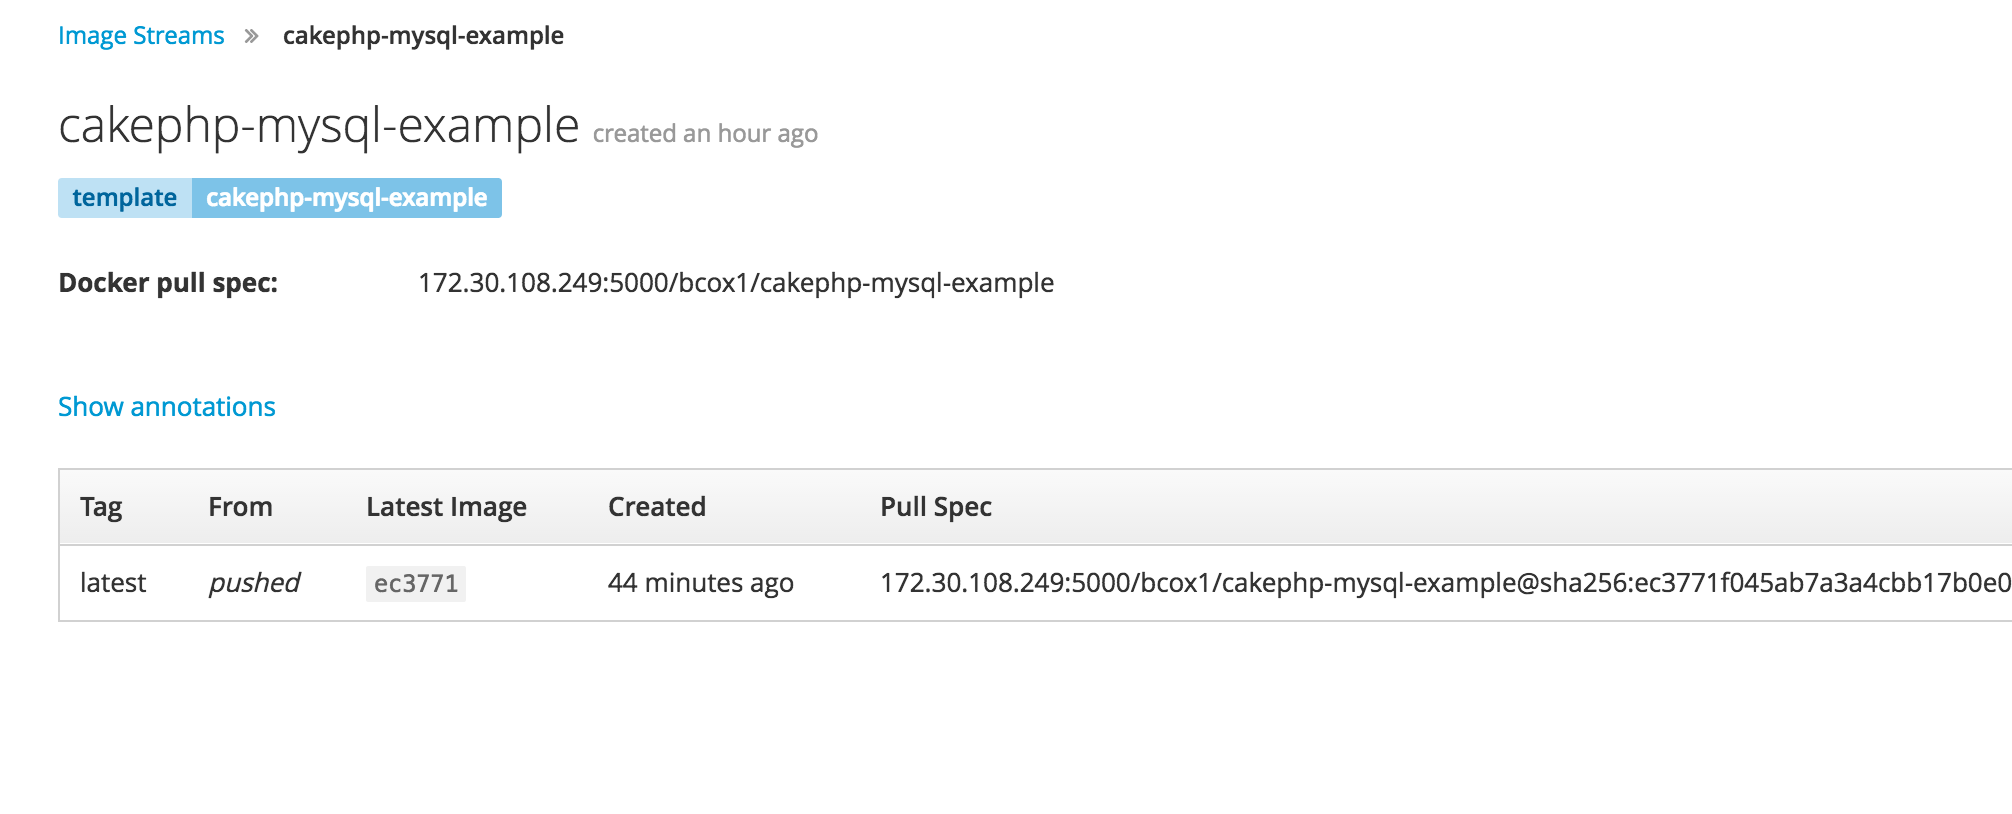 Image Streams » cakephp-mysql-example
cakephp-mysql-example created an hour ago
template cakephp-mysql-example
Docker pull spec: 172.30.108.249:5000/bcox1/cakephp-mysql-example
Show annotations
Tag From Latest Image Created Pull Spec
latest pushed ec3771 44 minutes ago 172.30.108.249:5000/bcox1/cakephp-mysql-example@sha256:ec3771f045ab7a3a4cbb17b0e0